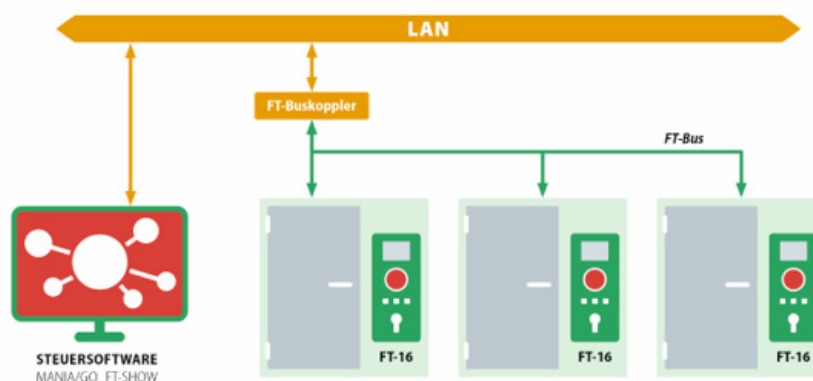 LAN
FT-Buskoppler
FT-Bus
FT-16
FT-16
FT-16
STEUERSOFTWARE
MANIA/GO FT-SHOW